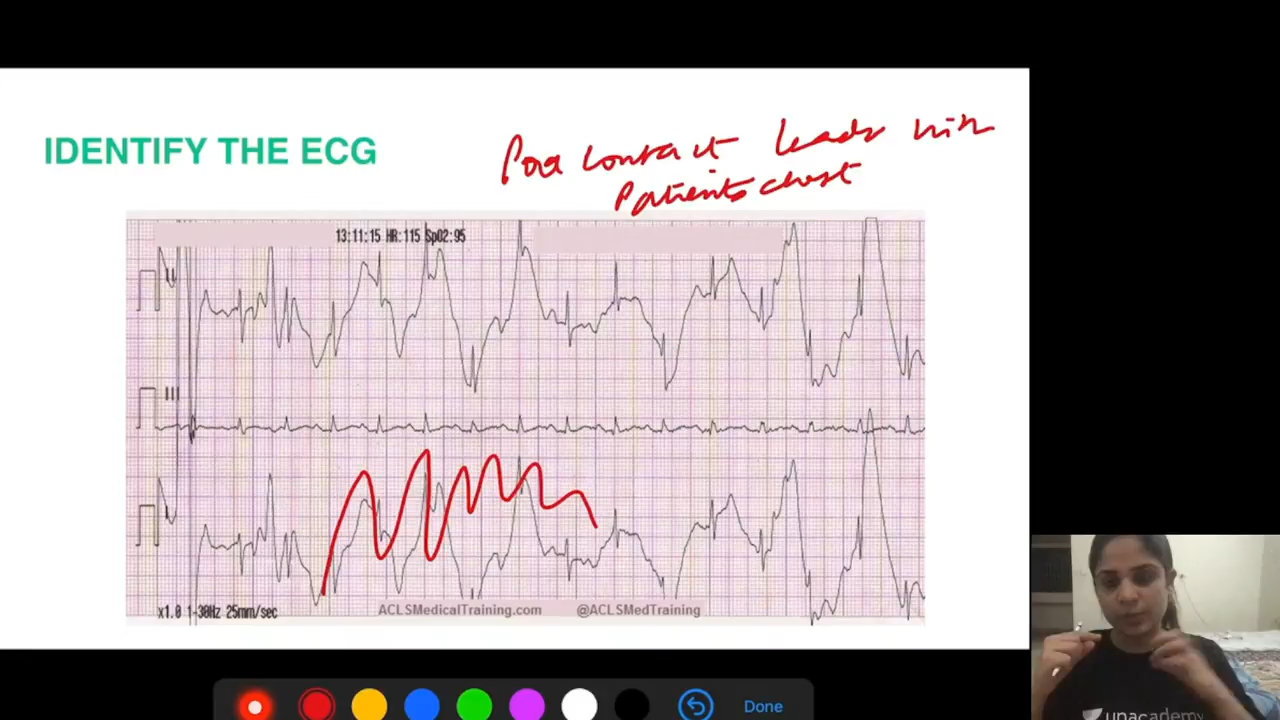 IDENTIFY THE ECG
Poor contact leads with
Patients chest
13:11:15 HR:115 SpO2:95
II
III
I
x1.0 1-30Hz 25mm/sec
ACLSMedicalTraining.com @ACLSMedTraining
unacademy
Done